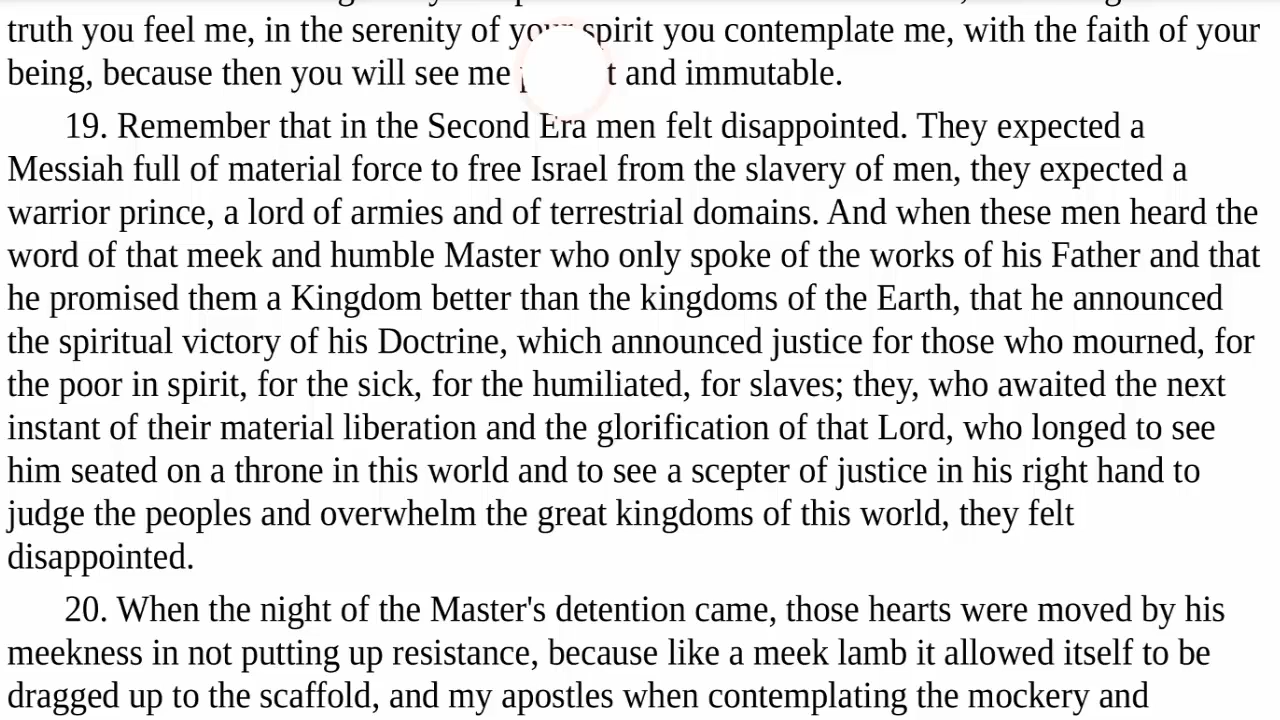 truth you feel me, in the serenity of your spirit you contemplate me, with the faith of your
being, because then you will see me and immutable.
19. Remember that in the Second Era men felt disappointed. They expected a
Messiah full of material force to free Israel from the slavery of men, they expected a
warrior prince, a lord of armies and of terrestrial domains. And when these men heard the
word of that meek and humble Master who only spoke of the works of his Father and that
he promised them a Kingdom better than the kingdoms of the Earth, that he announced
the spiritual victory of his Doctrine, which announced justice for those who mourned, for
the poor in spirit, for the sick, for the humiliated, for slaves; they, who awaited the next
instant of their material liberation and the glorification of that Lord, who longed to see
him seated on a throne in this world and to see a scepter of justice in his right hand to
judge the peoples and overwhelm the great kingdoms of this world, they felt
disappointed.
20. When the night of the Master's detention came, those hearts were moved by his
meekness in not putting up resistance, because like a meek lamb it allowed itself to be
dragged up to the scaffold, and my apostles when contemplating the mockery and